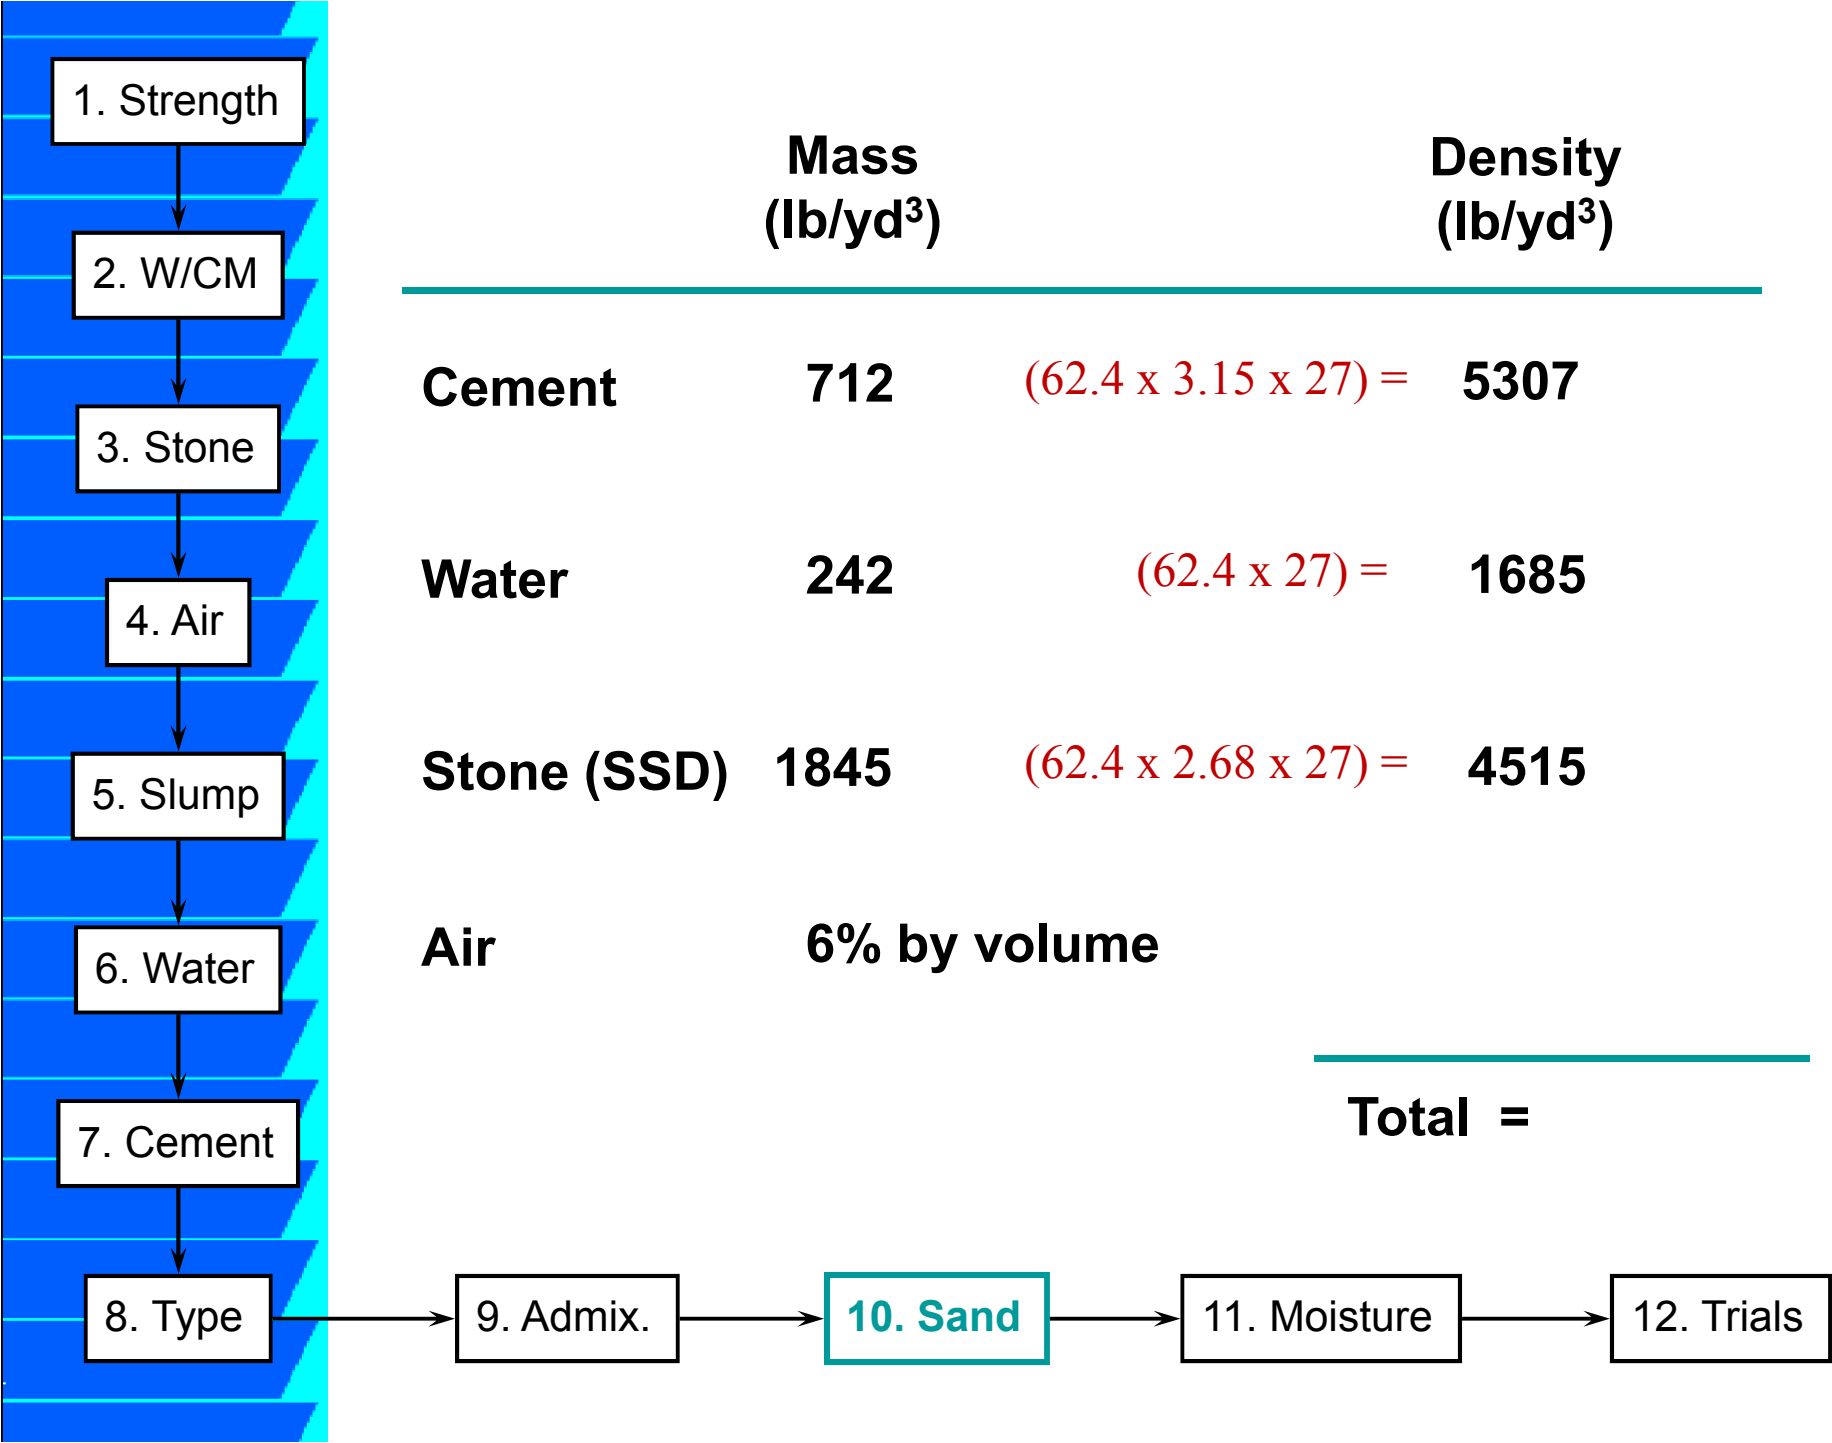 1. Strength
2. W/CM
3. Stone
4. Air
5. Slump
6. Water
7. Cement
8. Type
9. Admix.
10. Sand
11. Moisture
12. Trials
Mass
(lb/yd³)
Density
(lb/yd³)
Cement 712 (62.4 x 3.15 x 27) = 5307
Water 242 (62.4 x 27) = 1685
Stone (SSD) 1845 (62.4 x 2.68 x 27) = 4515
Air 6% by volume
Total =